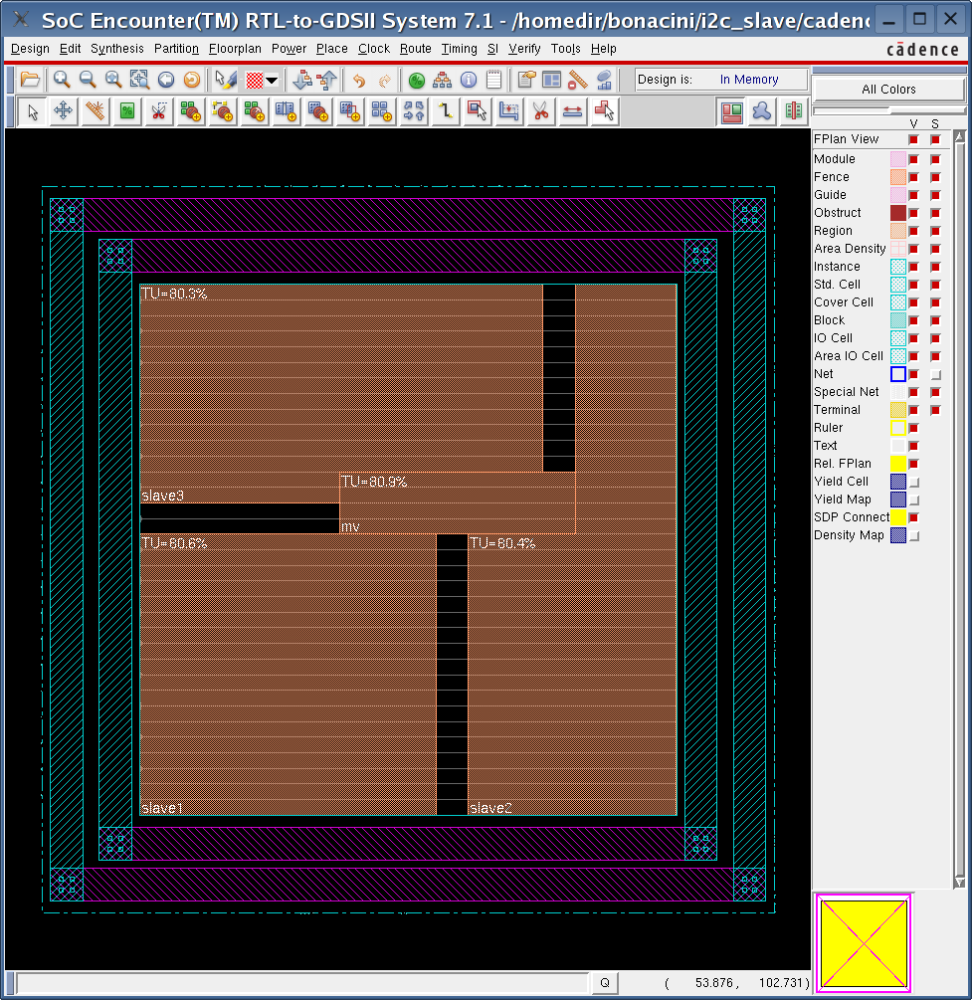 SoC Encounter(TM) RTL-to-GDSII System 7.1 - /homedir/bonacini/i2c_slave/cadenc
Design Edit Synthesis Partition Floorplan Power Place Clock Route Timing SI Verify Tools Help
cādence
Design is: In Memory
All Colors
V S
FPlan View
Module
Fence
Guide
Obstruct
Region
Area Density
Instance
Std. Cell
Cover Cell
Block
IO Cell
Area IO Cell
Net
Special Net
Terminal
Ruler
Text
Rel. FPlan
Yield Cell
Yield Map
SDP Connect
Density Map
TU=80.3%
slave3
TU=80.9%
mv
TU=80.6%
slave1
TU=80.4%
slave2
Q
( 53.876, 102.731)